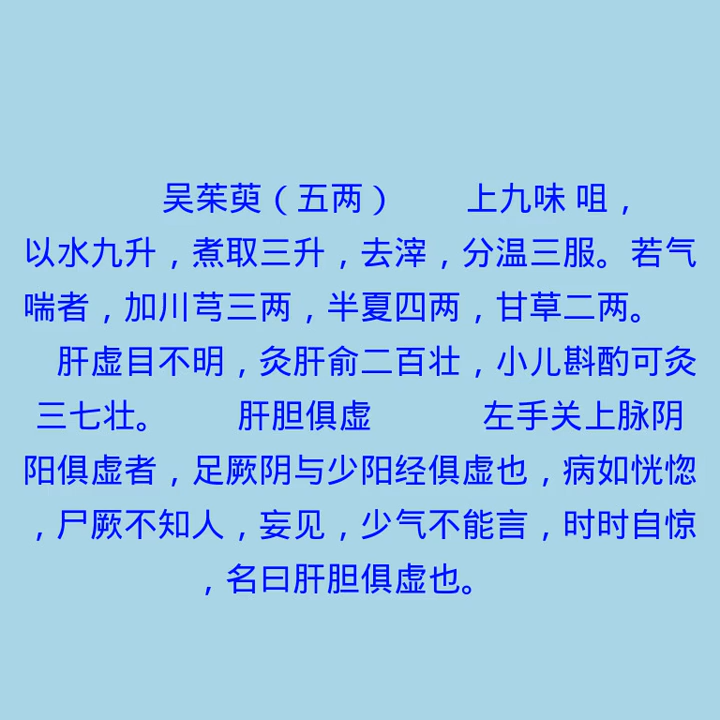 吴茱萸（五两） 上九味 咀，
以水九升，煮取三升，去滓，分温三服。若气
喘者，加川芎三两，半夏四两，甘草二两。
肝虚目不明，灸肝俞二百壮，小儿斟酌可灸
三七壮。 肝胆俱虚 左手关上脉阴
阳俱虚者，足厥阴与少阳经俱虚也，病如恍惚
，尸厥不知人，妄见，少气不能言，时时自惊
，名曰肝胆俱虚也。